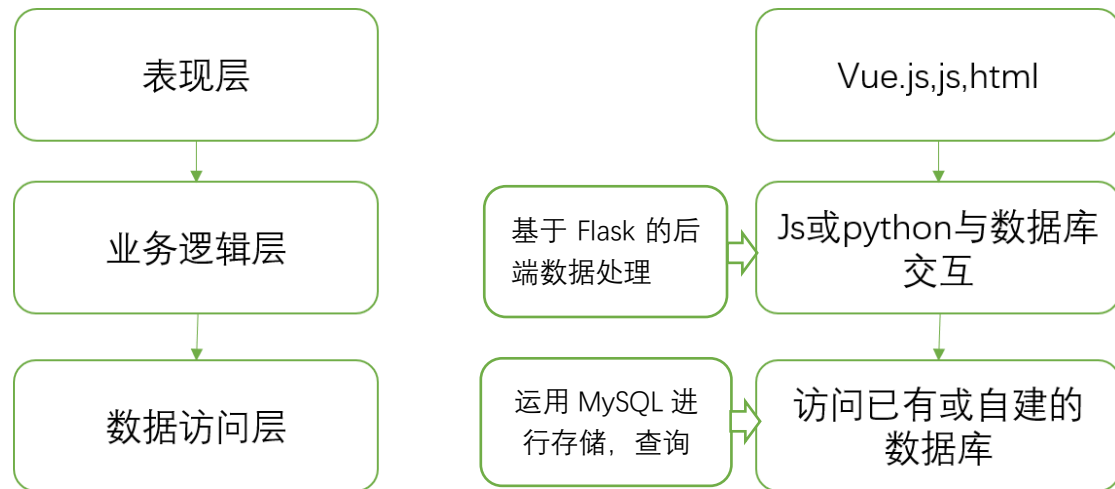 表现层
Vue.js,js,html
业务逻辑层
基于 Flask 的后
端数据处理
Js或python与数据库
交互
数据访问层
运用 MySQL 进
行存储，查询
访问已有或自建的
数据库